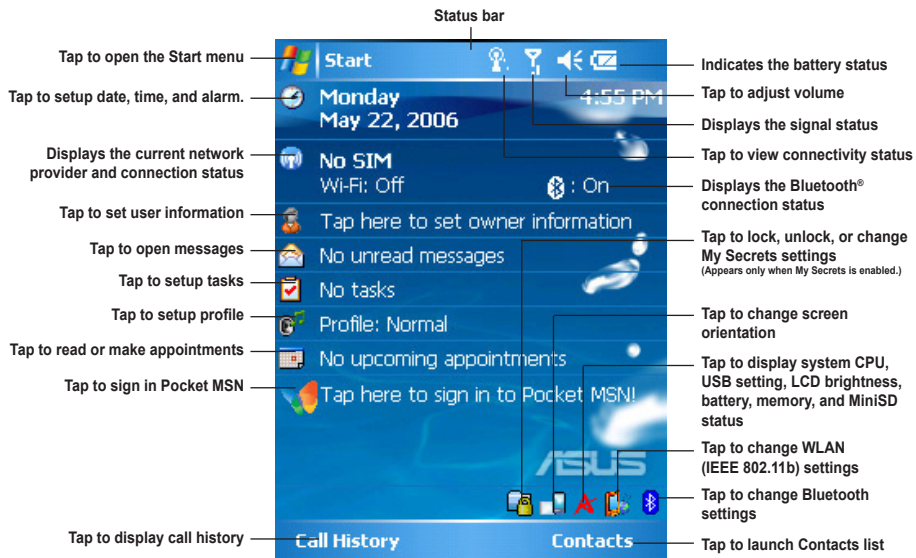 Status bar
Tap to open the Start menu
Tap to setup date, time, and alarm.
Displays the current network
provider and connection status
Tap to set user information
Tap to open messages
Tap to setup tasks
Tap to setup profile
Tap to read or make appointments
Tap to sign in Pocket MSN
Tap to display call history
Start
Monday
4:55 PM
May 22, 2006
No SIM
Wi-Fi: Off
: On
Tap here to set owner information
No unread messages
No tasks
Profile: Normal
No upcoming appointments
Tap here to sign in to Pocket MSN!
ASUS
Call History
Contacts
Indicates the battery status
Tap to adjust volume
Displays the signal status
Tap to view connectivity status
Displays the Bluetooth®
connection status
Tap to lock, unlock, or change
My Secrets settings
(Appears only when My Secrets is enabled.)
Tap to change screen
orientation
Tap to display system CPU,
USB setting, LCD brightness,
battery, memory, and MiniSD
status
Tap to change WLAN
(IEEE 802.11b) settings
Tap to change Bluetooth
settings
Tap to launch Contacts list